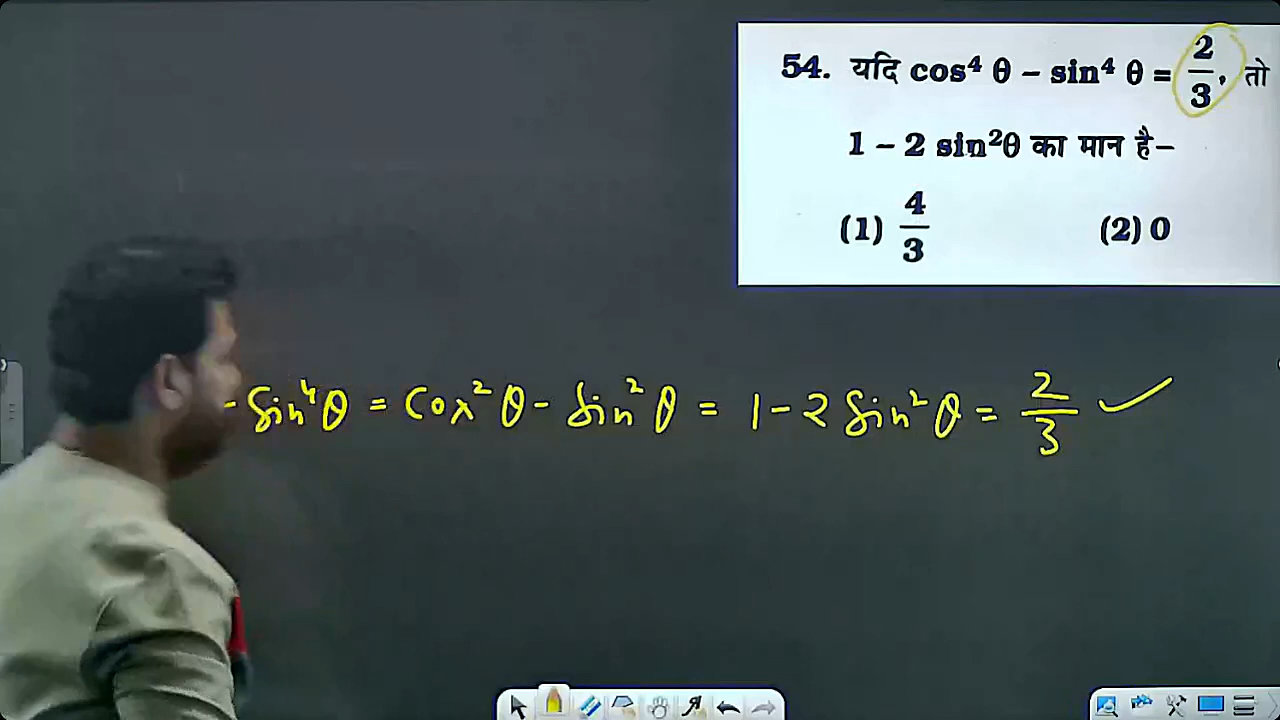 54. यदि cos⁴ θ – sin⁴ θ = 2/3, तो
1 – 2 sin²θ का मान है–
(1) 4/3 (2) 0
- Sin⁴θ = Cos²θ - Sin²θ = 1 - 2 Sin²θ = 2/3 ✓